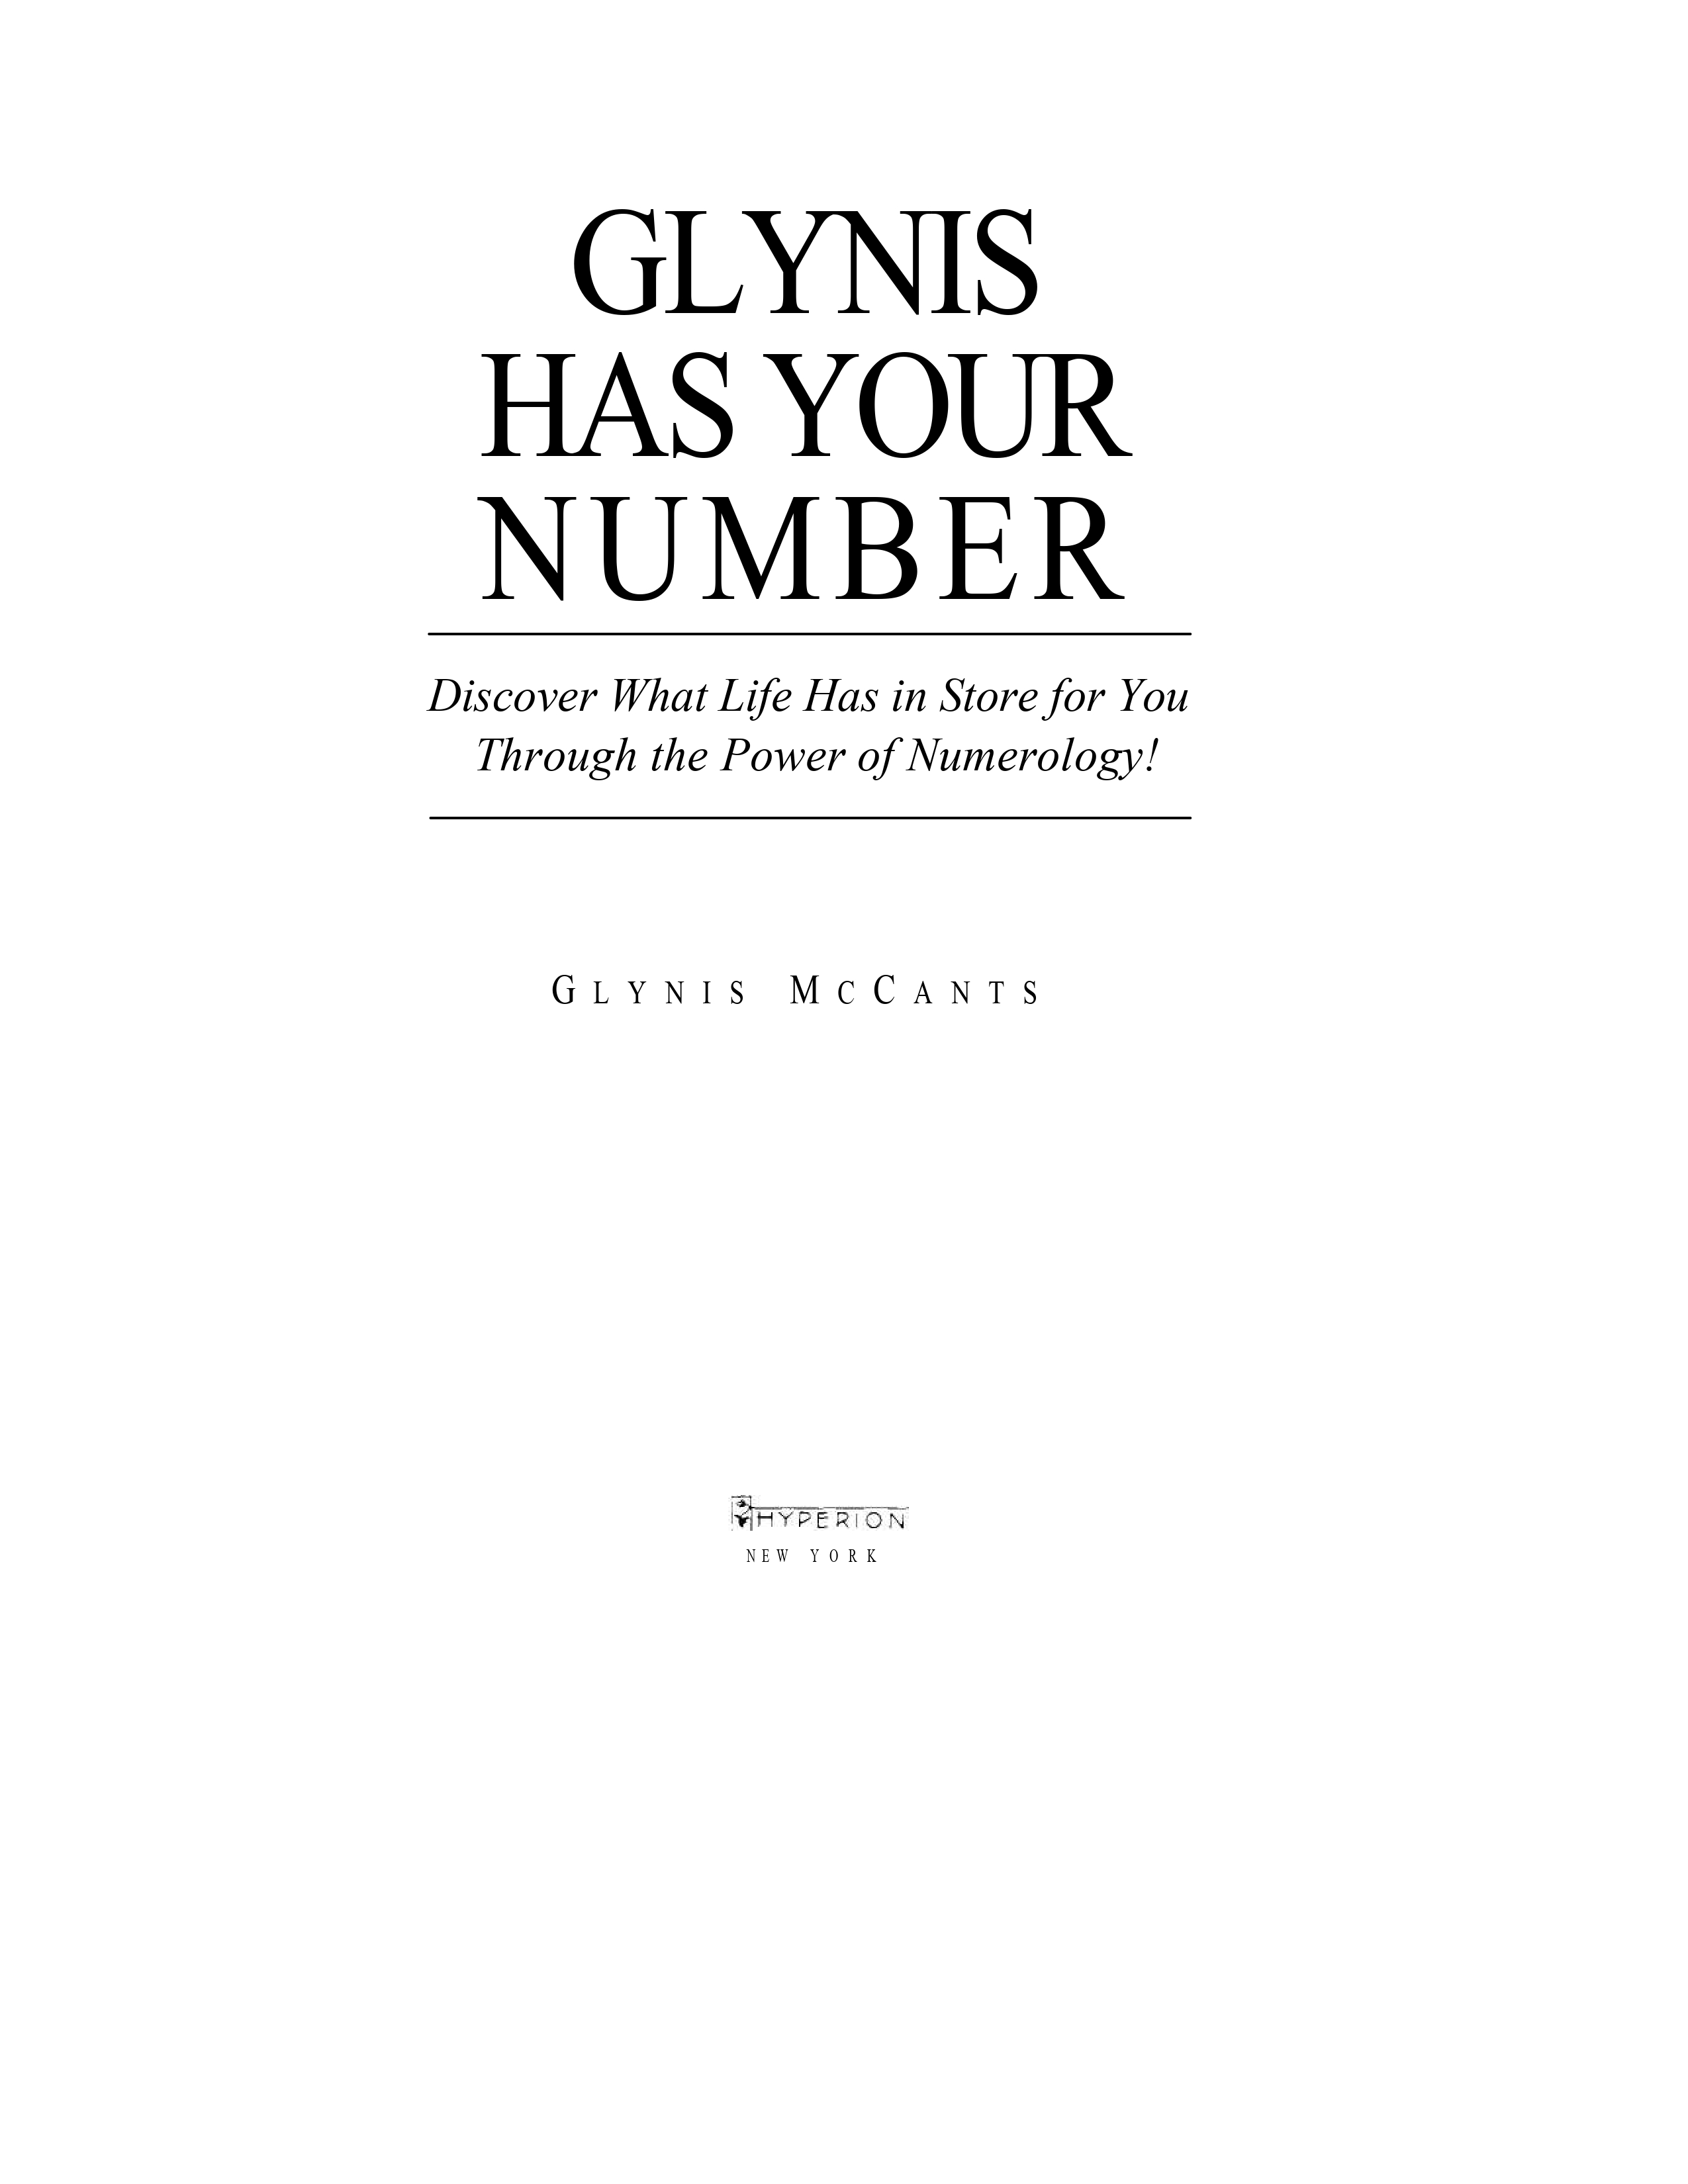 GLYNIS
HAS YOUR
NUMBER
Discover What Life Has in Store for You
Through the Power of Numerology!
GLYNIS MCCANTS
HYPERION
NEW YORK